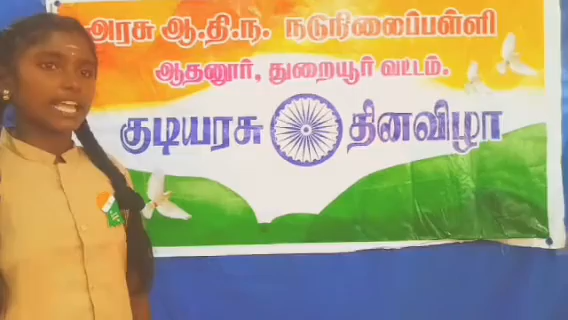 அரசு ஆ.தி.ந. நடுநிலைப்பள்ளி
ஆதனூர், துறையூர் வட்டம்.
குடியரசு தினவிழா